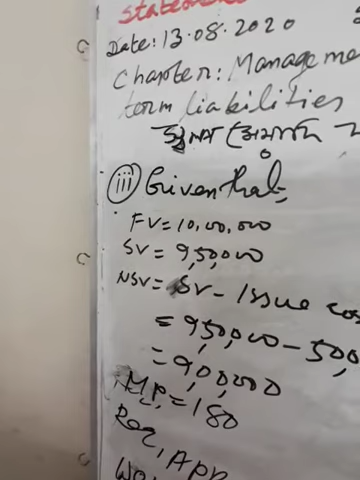 Date: 13.08.2020
Chapter: Manageme
term liabilities
(iii) Given that,
FV = 10,00,000
SV = 9,50,000
NSV = SV - Issue cos
= 9,50,000 - 50,0
= 9,00,000
MP = 180
Req, APP